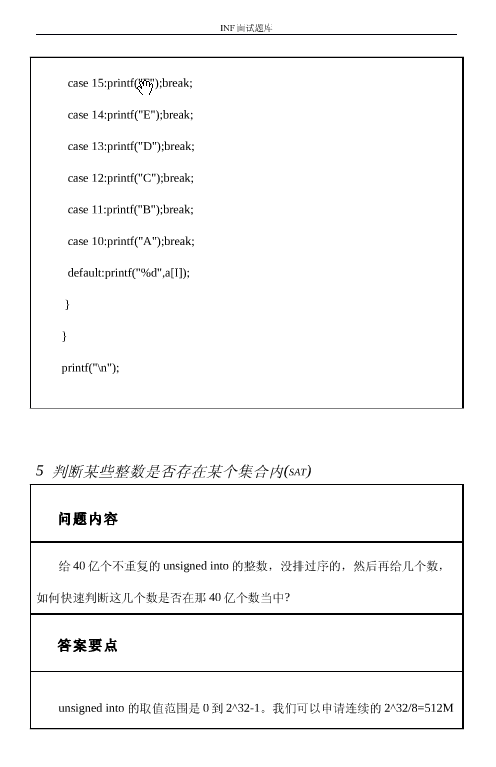 INF 面试题库
case 15:printf(" ");break;
case 14:printf("E");break;
case 13:printf("D");break;
case 12:printf("C");break;
case 11:printf("B");break;
case 10:printf("A");break;
default:printf("%d",a[I]);
}
}
printf("\n");
5 判断某些整数是否存在某个集合内(SAT)
问题内容
给 40 亿个不重复的 unsigned into 的整数，没排过序的，然后再给几个数，
如何快速判断这几个数是否在那 40 亿个数当中?
答案要点
unsigned into 的取值范围是 0 到 2^32-1。我们可以申请连续的 2^32/8=512M